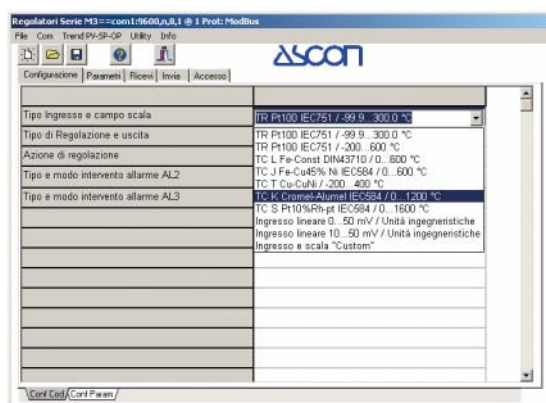 Regolatori Serie M3==com1:9600,n,8,1 @ 1 Prot: ModBus
File Com Trend PV-SP-OP Utility Info
ASCON
Configurazione Parametri Ricevi Invia Accesso
Tipo Ingresso e campo scala TR Pt100 IEC751 / -99.9...300.0 °C
TR Pt100 IEC751 / -99.9...300.0 °C
Tipo di Regolazione e uscita TR Pt100 IEC751 / -200...600 °C
TC L Fe-Const DIN43710 / 0...600 °C
Azione di regolazione TC J Fe-Cu45% Ni IEC584 / 0...600 °C
TC T Cu-CuNi / -200...400 °C
Tipo e modo intervento allarme AL2
TC K Cromel-Alumel IEC584 / 0...1200 °C
Tipo e modo intervento allarme AL3
TC S Pt10%Rh-pt IEC584 / 0...1600 °C
Ingresso lineare 0...50 mV / Unità ingegneristiche
Ingresso lineare 10...50 mV / Unità ingegneristiche
Ingresso e scala "Custom"
Conf Cod Conf Param